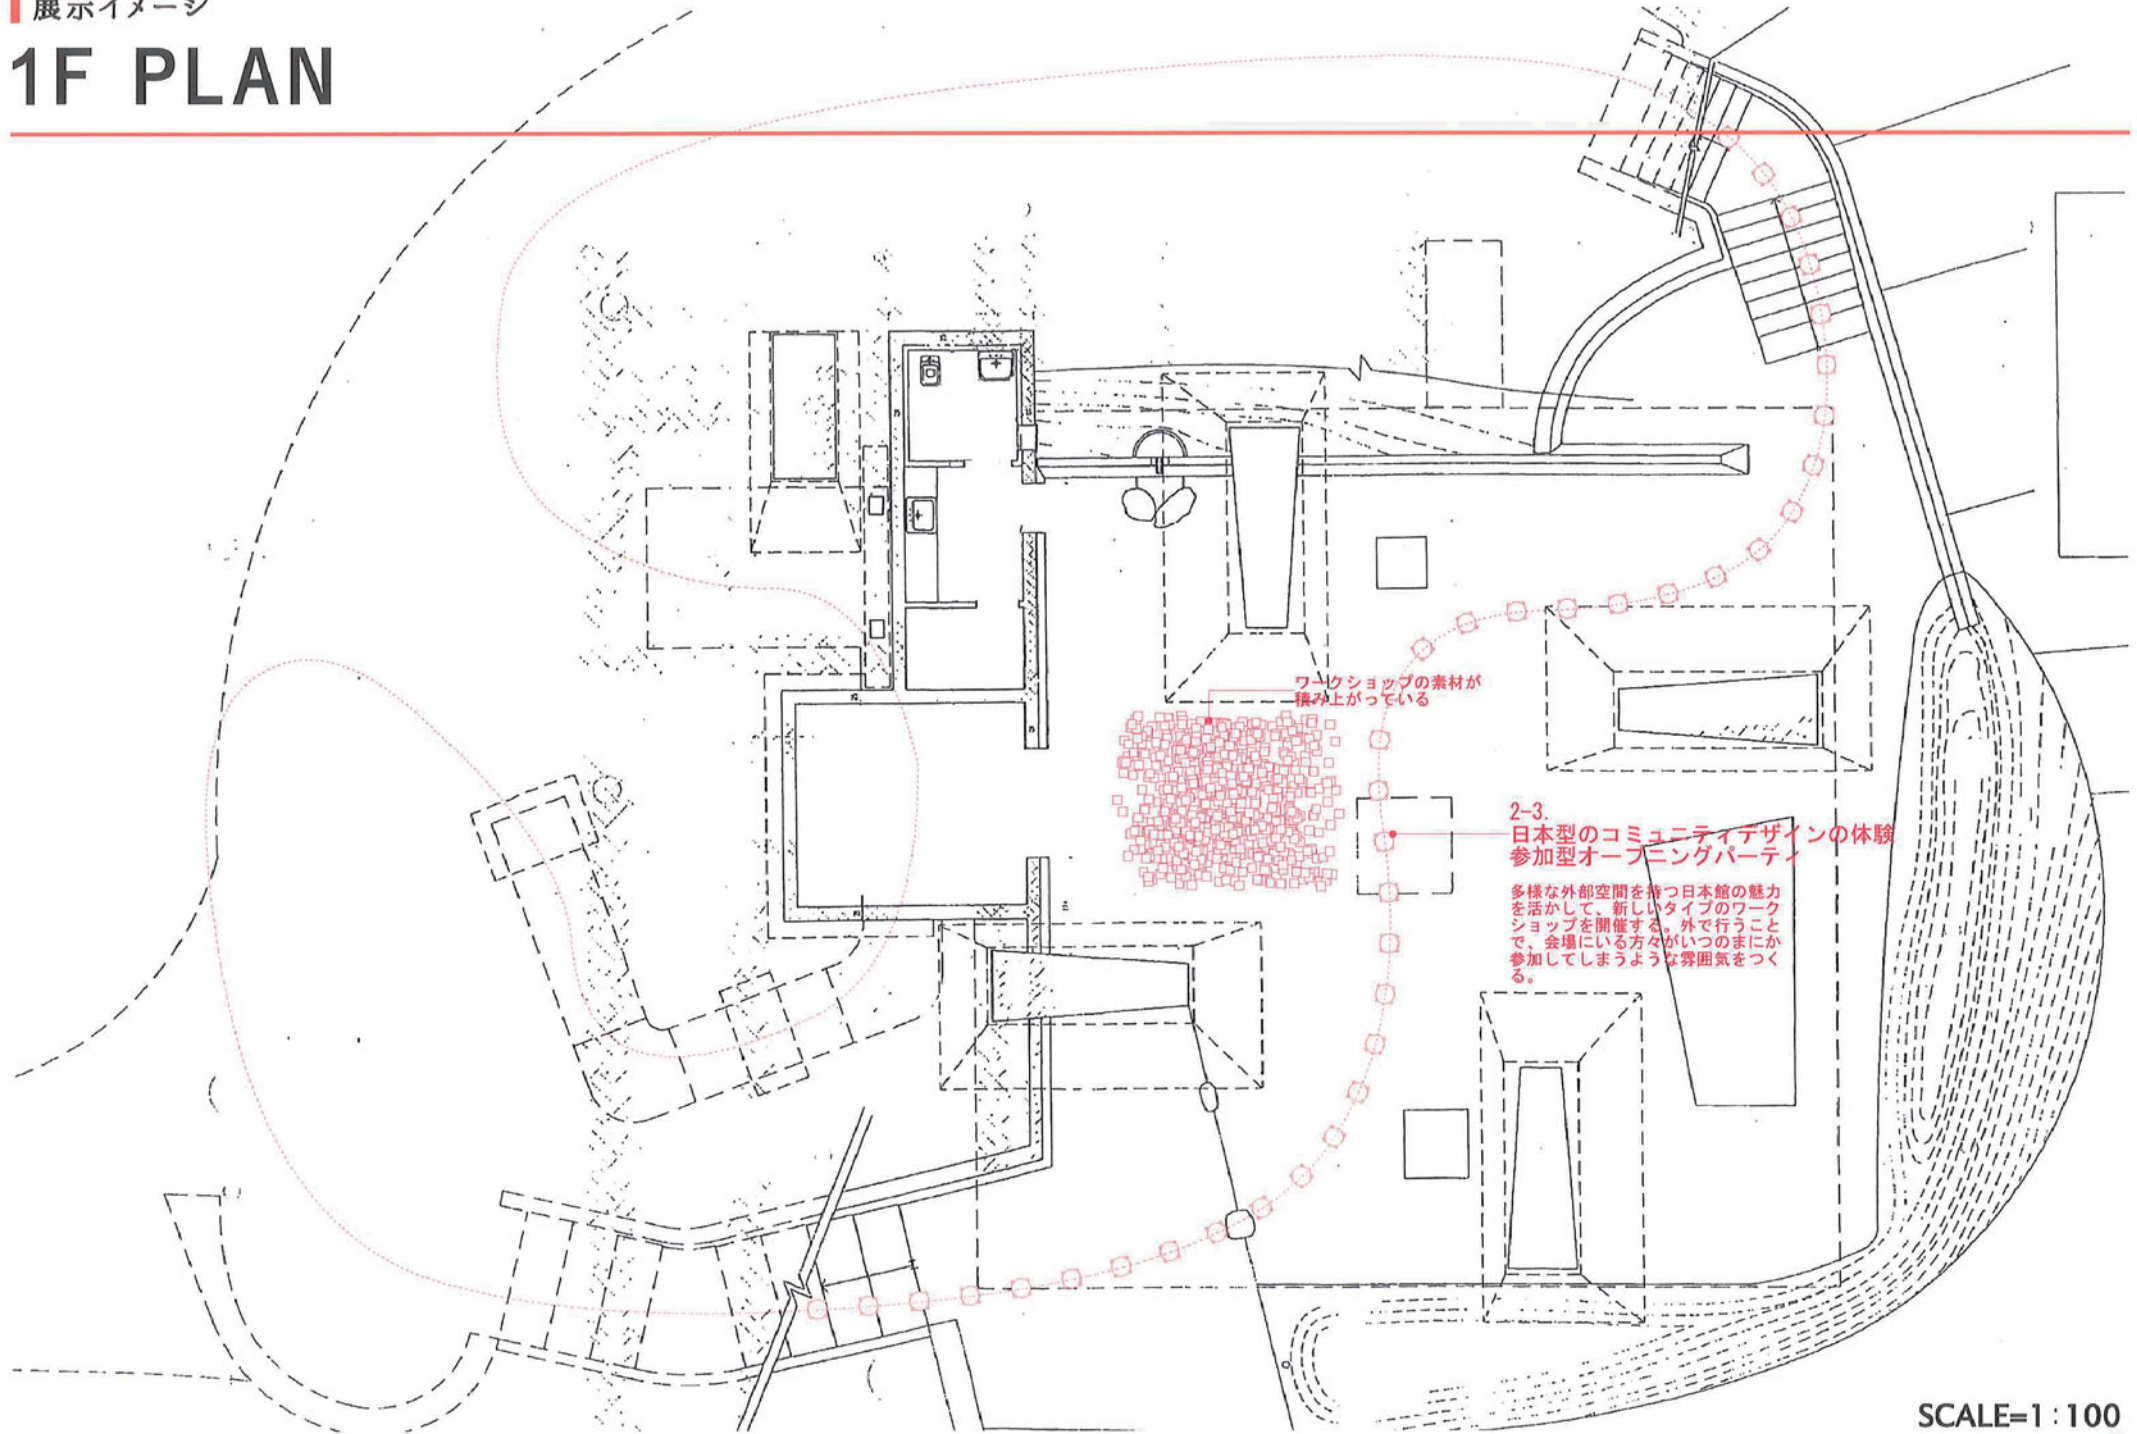 展示イメージ
1F PLAN
ワークショップの素材が
積み上がっている
2-3.
日本型のコミュニティデザインの体験
参加型オープニングパーティ
多様な外部空間を持つ日本館の魅力
を活かして、新しいタイプのワーク
ショップを開催する。外で行うこと
で、会場にいる方々がいつのまにか
参加してしまうような雰囲気をつく
る。
SCALE=1:100